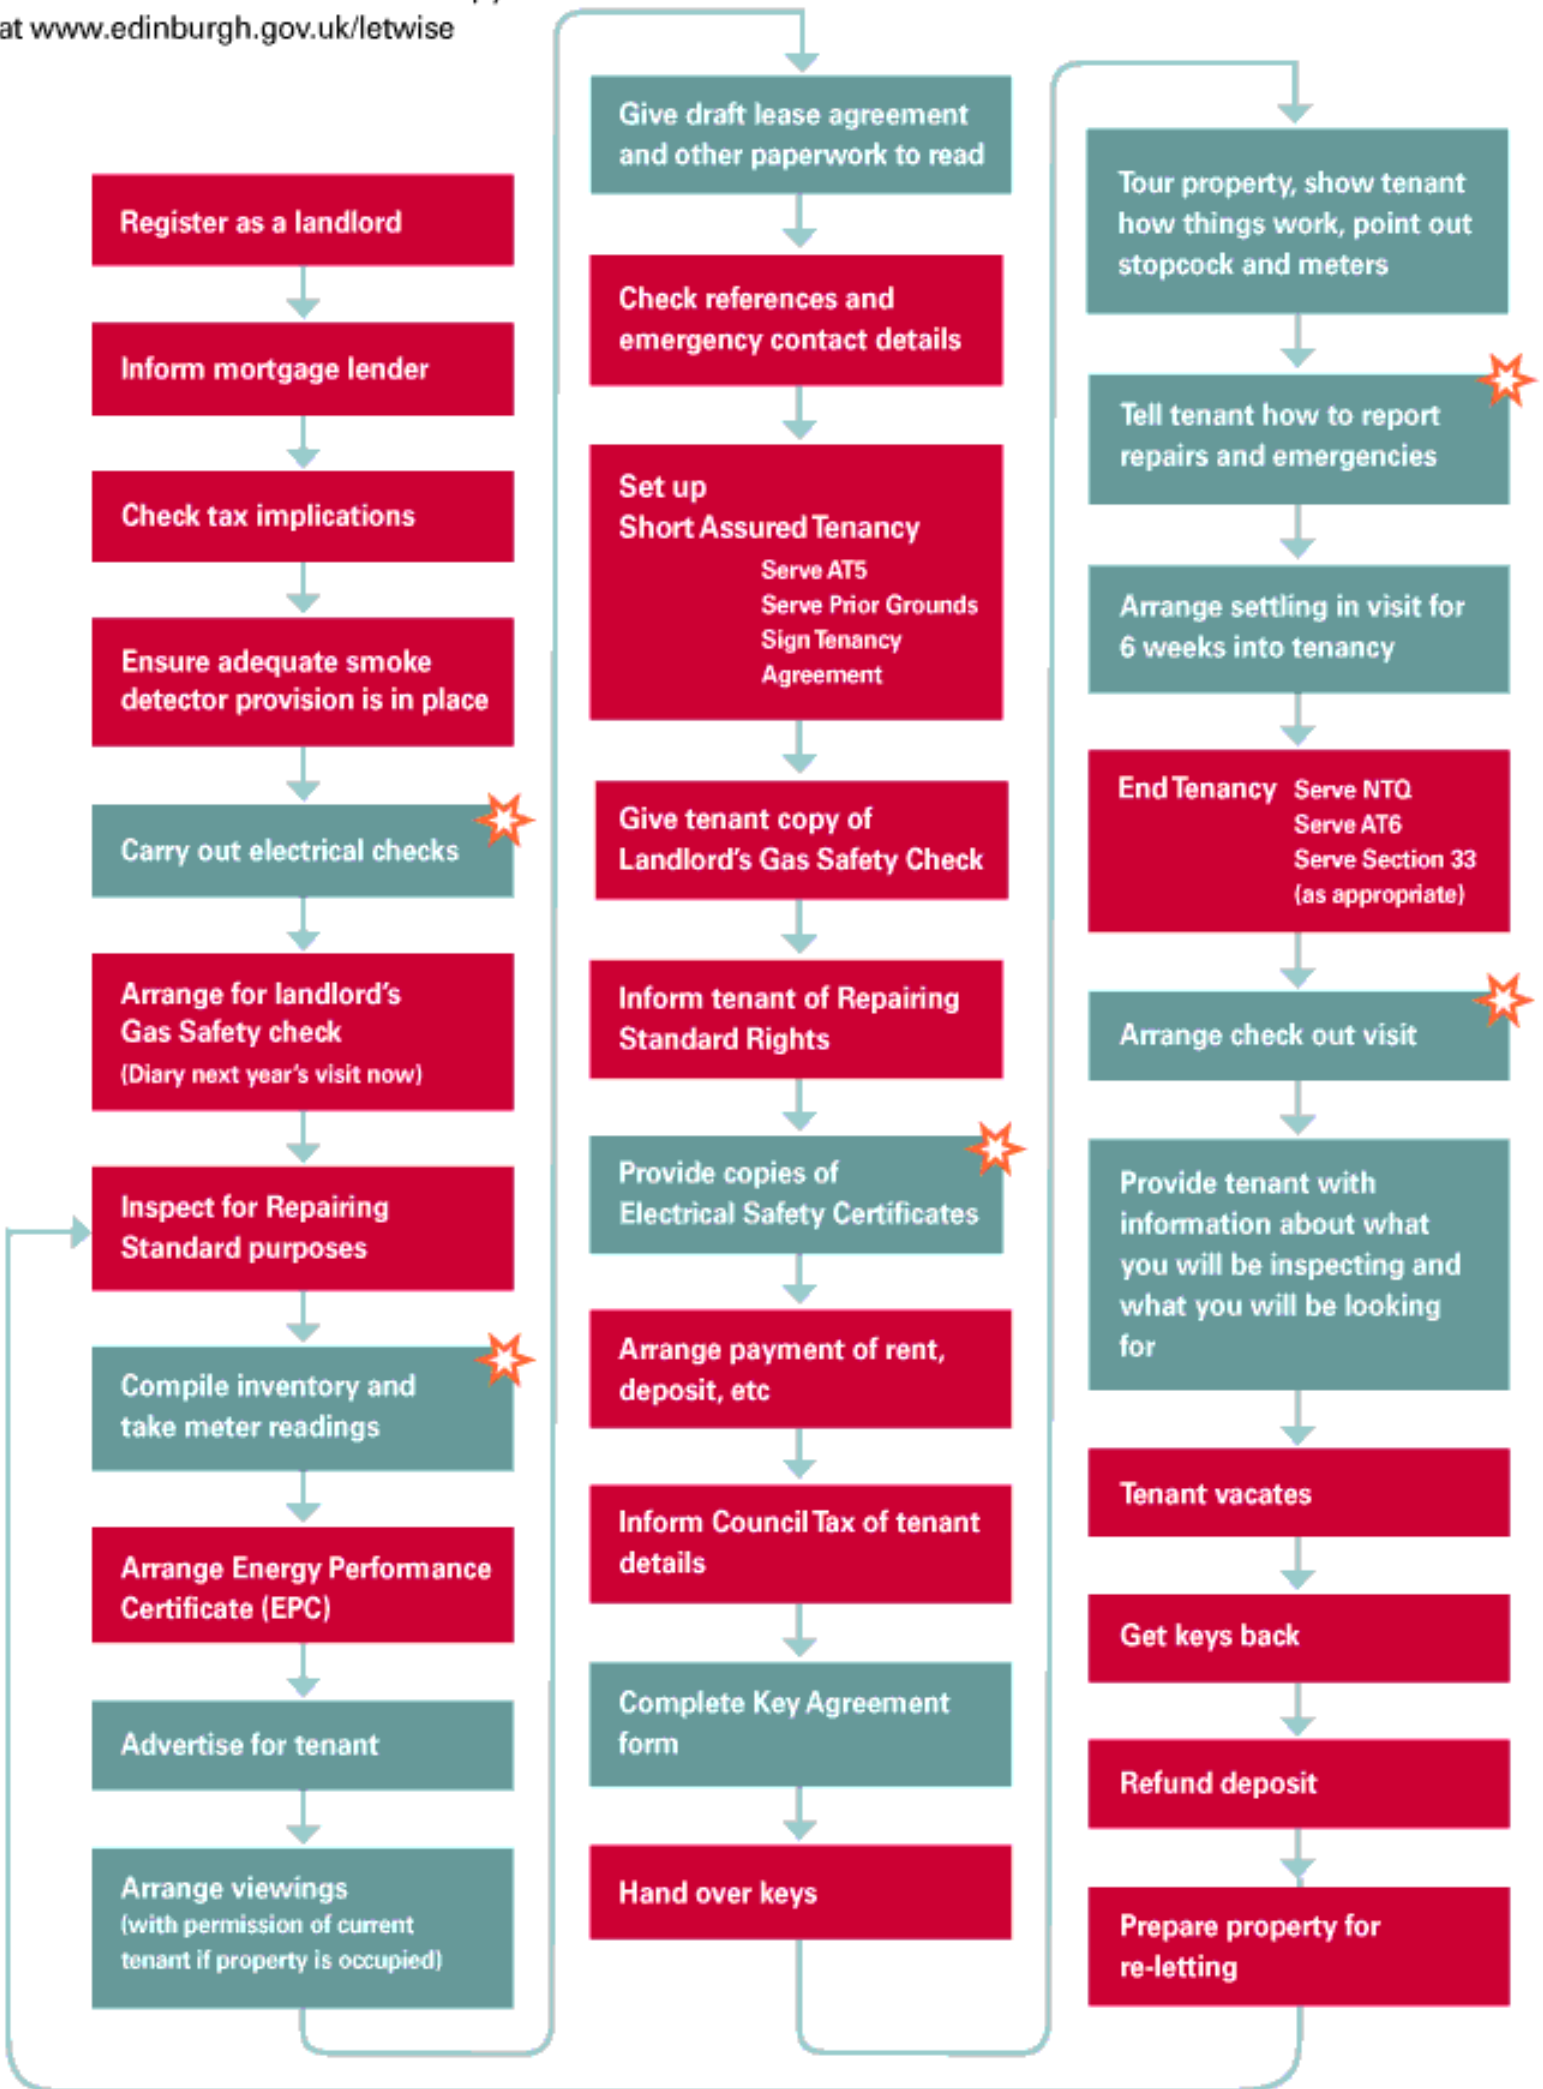 at www.edinburgh.gov.uk/letwise
Register as a landlord
Inform mortgage lender
Check tax implications
Ensure adequate smoke
detector provision is in place
Carry out electrical checks
Arrange for landlord's
Gas Safety check
(Diary next year's visit now)
Inspect for Repairing
Standard purposes
Compile inventory and
take meter readings
Arrange Energy Performance
Certificate (EPC)
Advertise for tenant
Arrange viewings
(with permission of current
tenant if property is occupied)
Give draft lease agreement
and other paperwork to read
Check references and
emergency contact details
Set up
Short Assured Tenancy
Serve AT5
Serve Prior Grounds
Sign Tenancy
Agreement
Give tenant copy of
Landlord's Gas Safety Check
Inform tenant of Repairing
Standard Rights
Provide copies of
Electrical Safety Certificates
Arrange payment of rent,
deposit, etc
Inform Council Tax of tenant
details
Complete Key Agreement
form
Hand over keys
Tour property, show tenant
how things work, point out
stopcock and meters
Tell tenant how to report
repairs and emergencies
Arrange settling in visit for
6 weeks into tenancy
End Tenancy Serve NTQ
Serve AT6
Serve Section 33
(as appropriate)
Arrange check out visit
Provide tenant with
information about what
you will be inspecting and
what you will be looking
for
Tenant vacates
Get keys back
Refund deposit
Prepare property for
re-letting